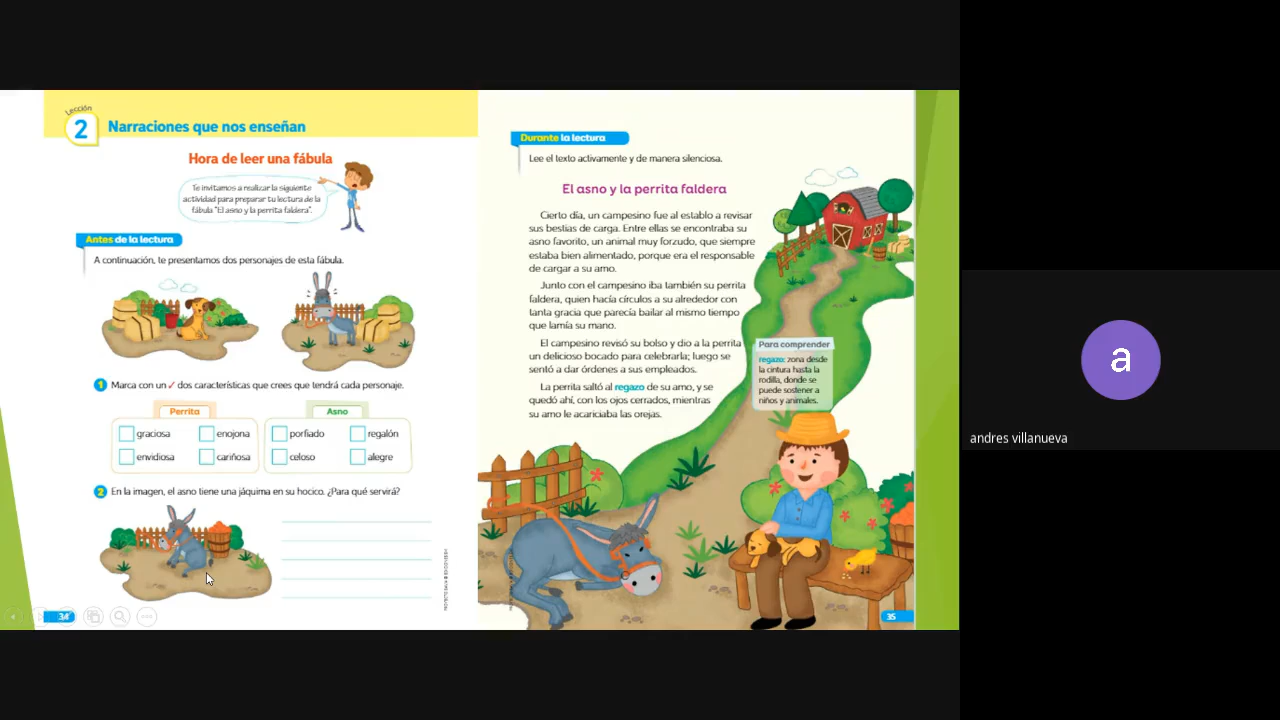 Lección
2
Narraciones que nos enseñan
Hora de leer una fábula
Te invitamos a realizar la siguiente
actividad para preparar tu lectura de la
fábula "El asno y la perrita faldera".
Antes de la lectura
A continuación, te presentamos dos personajes de esta fábula.
1 Marca con un ✓ dos características que crees que tendrá cada personaje.
Perrita
graciosa
enojona
envidiosa
cariñosa
Asno
porfiado
regalón
celoso
alegre
2 En la imagen, el asno tiene una jáquima en su hocico. ¿Para qué servirá?
34
Durante la lectura
Lee el texto activamente y de manera silenciosa.
El asno y la perrita faldera
Cierto día, un campesino fue al establo a revisar
sus bestias de carga. Entre ellas se encontraba su
asno favorito, un animal muy forzudo, que siempre
estaba bien alimentado, porque era el responsable
de cargar a su amo.
Junto con el campesino iba también su perrita
faldera, quien hacía círculos a su alrededor con
tanta gracia que parecía bailar al mismo tiempo
que lamía su mano.
El campesino revisó su bolso y dio a la perrita
un delicioso bocado para celebrarla; luego se
sentó a dar órdenes a sus empleados.
La perrita saltó al regazo de su amo, y se
quedó ahí, con los ojos cerrados, mientras
su amo le acariciaba las orejas.
Para comprender
regazo: zona desde
la cintura hasta la
rodilla, donde se
puede sostener a
niños y animales.
35
a
andres villanueva